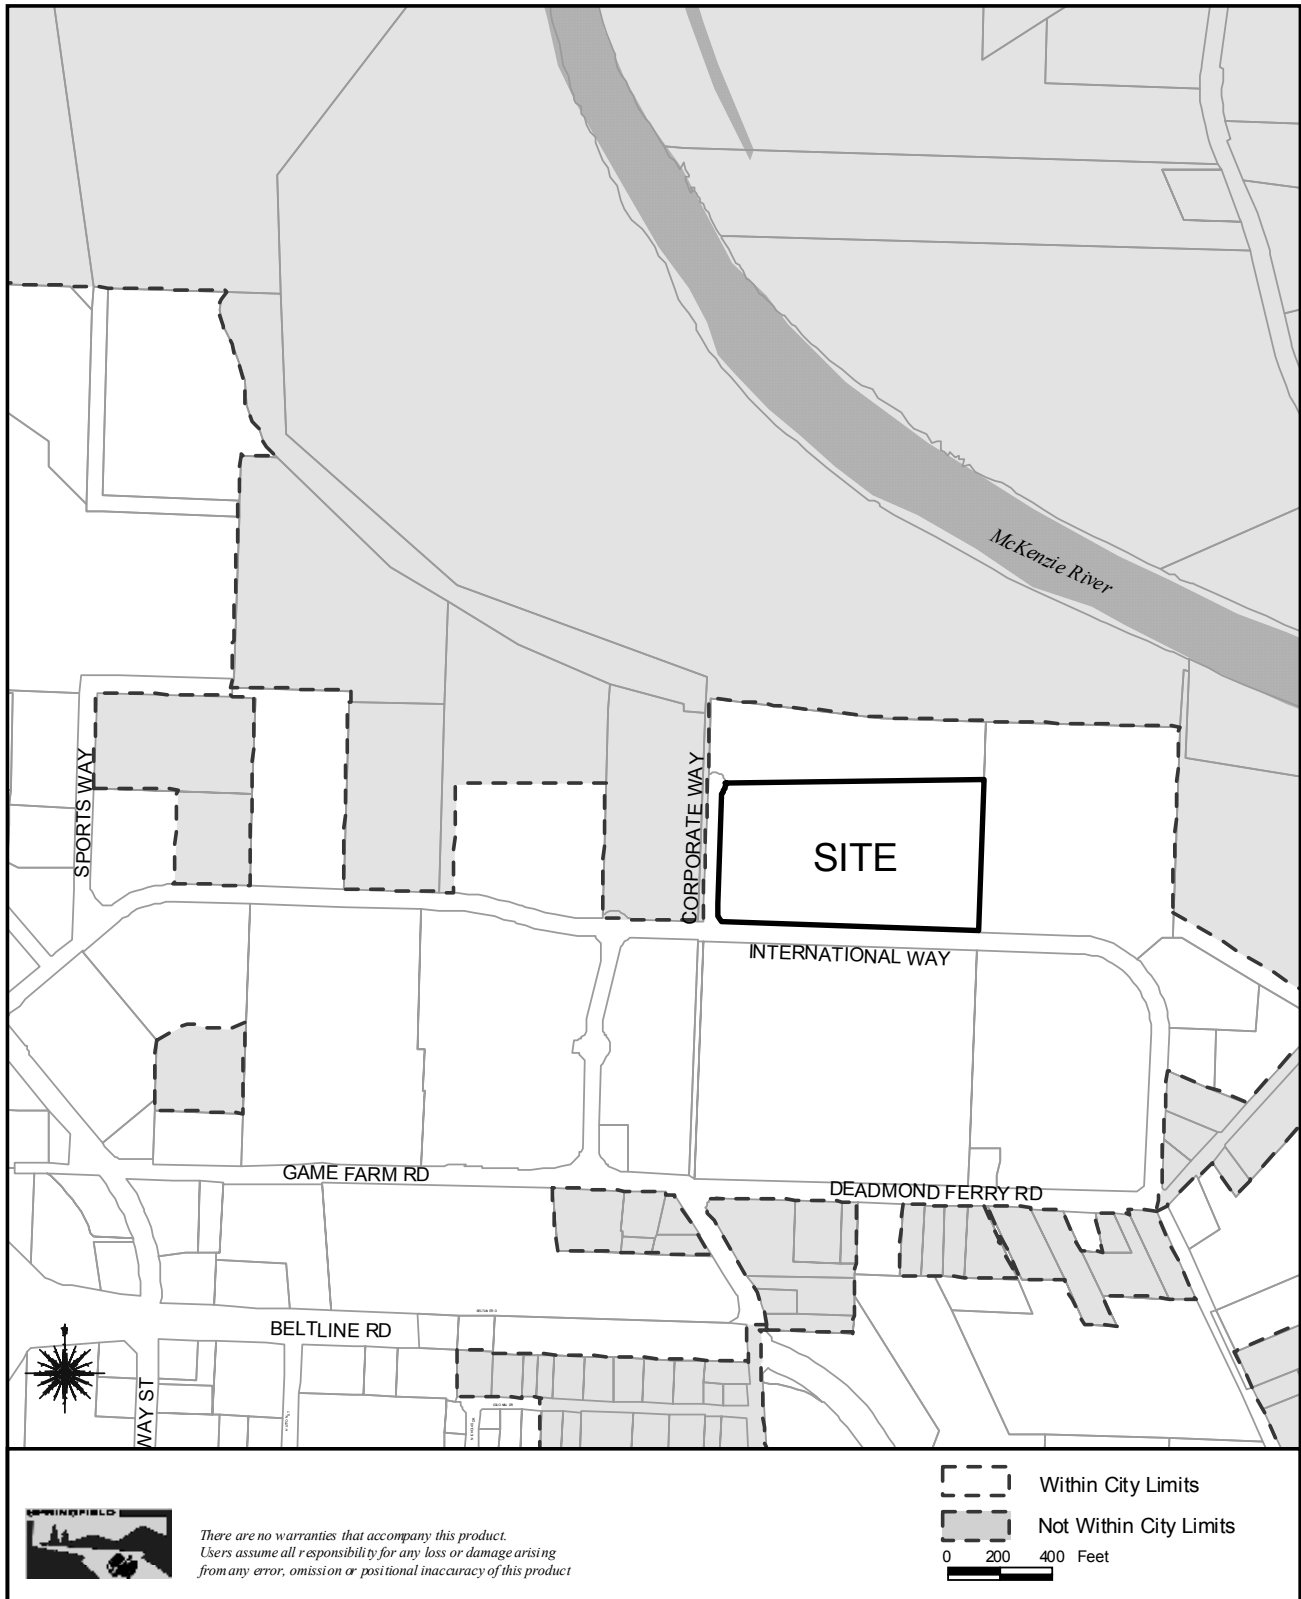 McKenzie River
SPORTS WAY
CORPORATE WAY
SITE
INTERNATIONAL WAY
GAME FARM RD
DEADMOND FERRY RD
BELTLINE RD
WAY ST
Within City Limits
Not Within City Limits
0 200 400 Feet
SPRINGFIELD
There are no warranties that accompany this product.
Users assume all responsibility for any loss or damage arising
from any error, omission or positional inaccuracy of this product